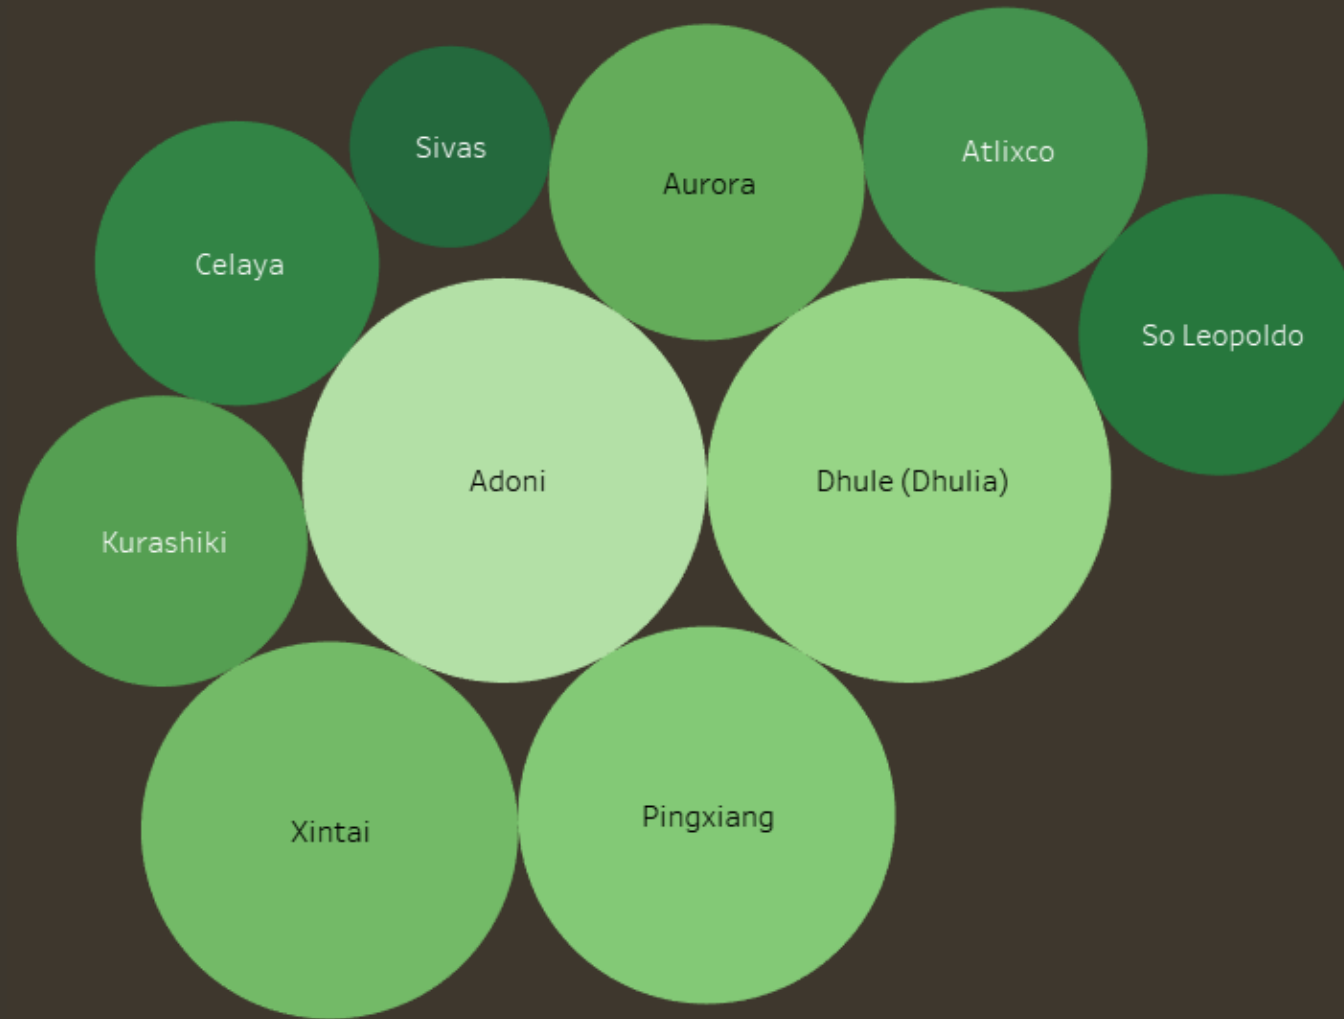 Sivas
Atlixco
Aurora
Celaya
So Leopoldo
Adoni
Dhule (Dhulia)
Kurashiki
Pingxiang
Xintai